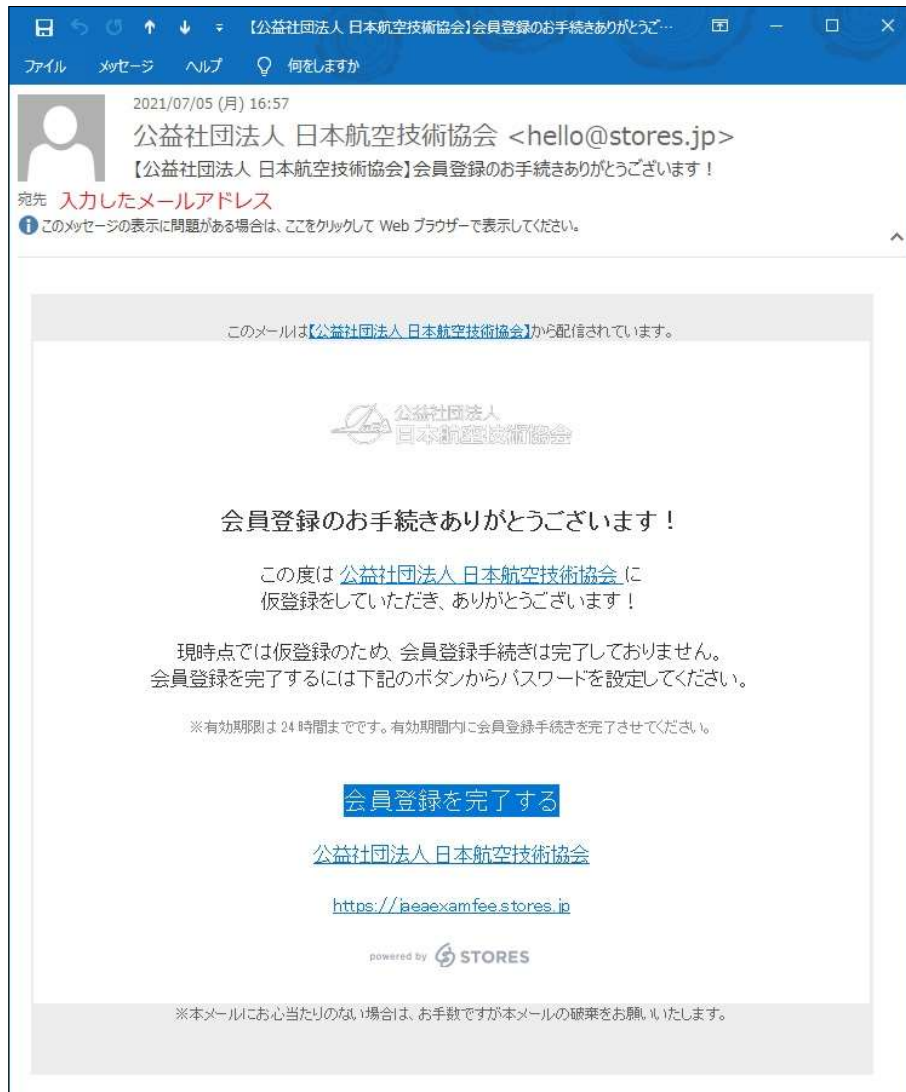 【公益社団法人 日本航空技術協会】会員登録のお手続きありがとうご…
ファイル メッセージ ヘルプ 何をしますか
2021/07/05 (月) 16:57
公益社団法人 日本航空技術協会 <hello@stores.jp>
【公益社団法人 日本航空技術協会】会員登録のお手続きありがとうございます！
宛先 入力したメールアドレス
このメッセージの表示に問題がある場合は、ここをクリックして Web ブラウザーで表示してください。
このメールは【公益社団法人 日本航空技術協会】から配信されています。
公益社団法人
日本航空技術協会
会員登録のお手続きありがとうございます！
この度は 公益社団法人 日本航空技術協会 に
仮登録をしていただき、ありがとうございます！
現時点では仮登録のため、会員登録手続きは完了しておりません。
会員登録を完了するには下記のボタンからパスワードを設定してください。
※有効期限は 24 時間までです。有効期間内に会員登録手続きを完了させてください。
会員登録を完了する
公益社団法人 日本航空技術協会
https://jaeaexamfee.stores.jp
powered by STORES
※本メールにお心当たりのない場合は、お手数ですが本メールの破棄をお願いいたします。